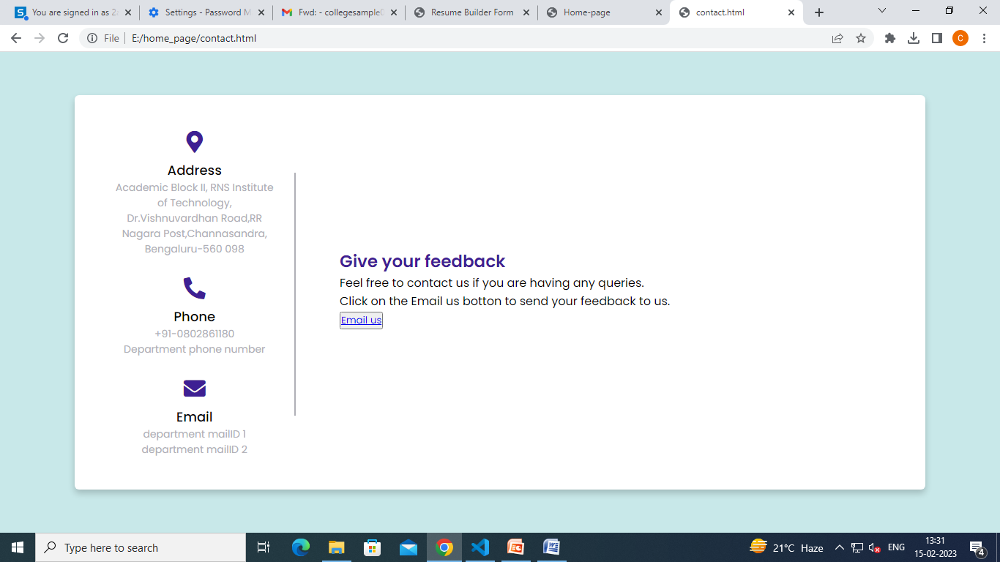 You are signed in as 2
Settings - Password M
Fwd: - collegesample
Resume Builder Form
Home-page
contact.html
File
E:/home_page/contact.html
C
Address
Academic Block II, RNS Institute
of Technology,
Dr.Vishnuvardhan Road,RR
Nagara Post,Channasandra,
Bengaluru-560 098
Phone
+91-0802861180
Department phone number
Email
department mailID 1
department mailID 2
Give your feedback
Feel free to contact us if you are having any queries.
Click on the Email us botton to send your feedback to us.
Email us
Type here to search
21°C Haze
ENG
13:31
15-02-2023
4